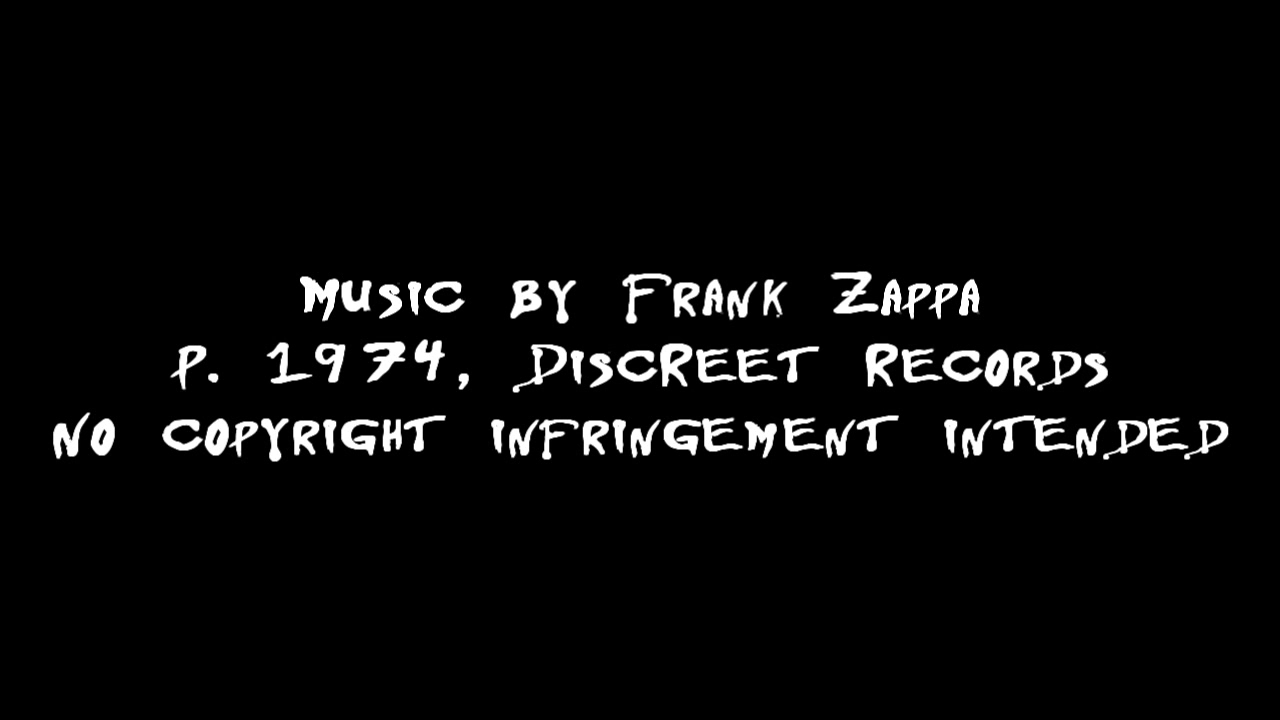 Music by Frank Zappa
P. 1974, DiscReet Records
No copyright infringement intended